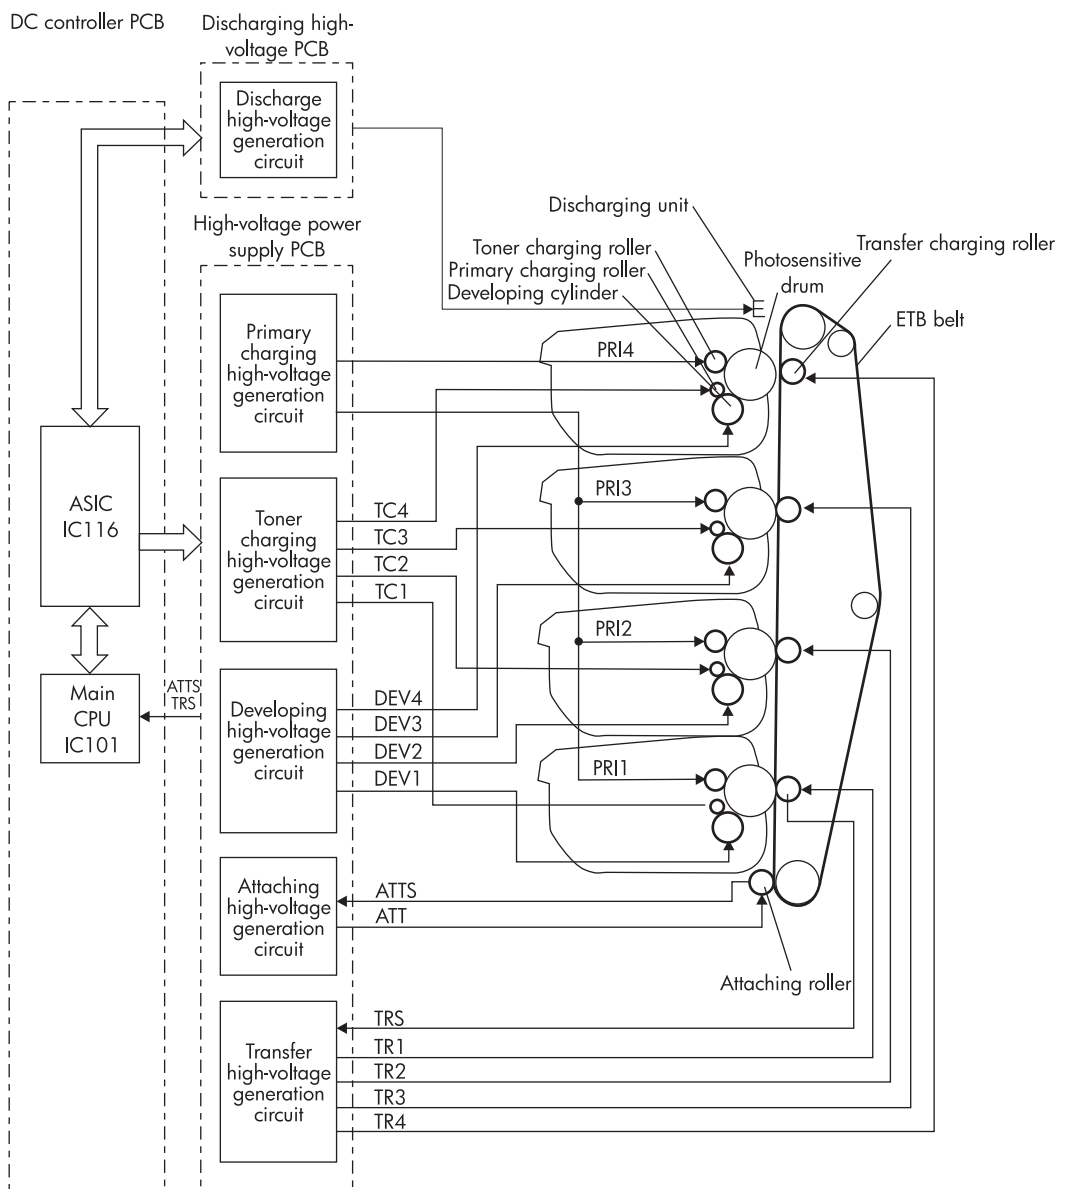 DC controller PCB
Discharging high-
voltage PCB
Discharge
high-voltage
generation
circuit
High-voltage power
supply PCB
Discharging unit
Toner charging roller
Primary charging roller
Developing cylinder
Photosensitive
drum
Transfer charging roller
ETB belt
Primary
charging
high-voltage
generation
circuit
PRI4
ASIC
IC116
Toner
charging
high-voltage
generation
circuit
TC4
TC3
TC2
TC1
PRI3
PRI2
Main
CPU
IC101
ATTS
TRS
Developing
high-voltage
generation
circuit
DEV4
DEV3
DEV2
DEV1
PRI1
Attaching
high-voltage
generation
circuit
ATTS
ATT
Attaching roller
Transfer
high-voltage
generation
circuit
TRS
TR1
TR2
TR3
TR4